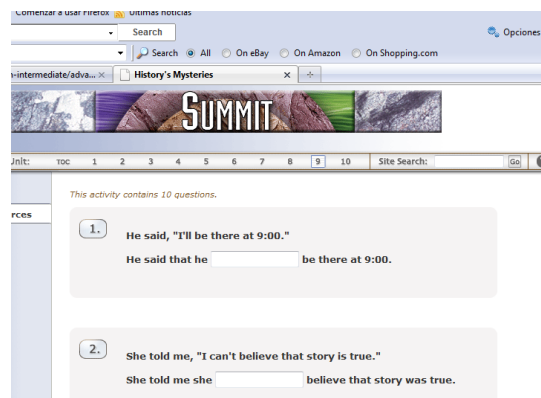 Comenzar a usar Firefox Últimas noticias
Search
Opciones
Search All On eBay On Amazon On Shopping.com
n-intermediate/adva... × History's Mysteries ×
SUMMIT
Unit: TOC 1 2 3 4 5 6 7 8 9 10 Site Search: Go
This activity contains 10 questions.
rces
1.
He said, "I'll be there at 9:00."
He said that he be there at 9:00.
2.
She told me, "I can't believe that story is true."
She told me she believe that story was true.